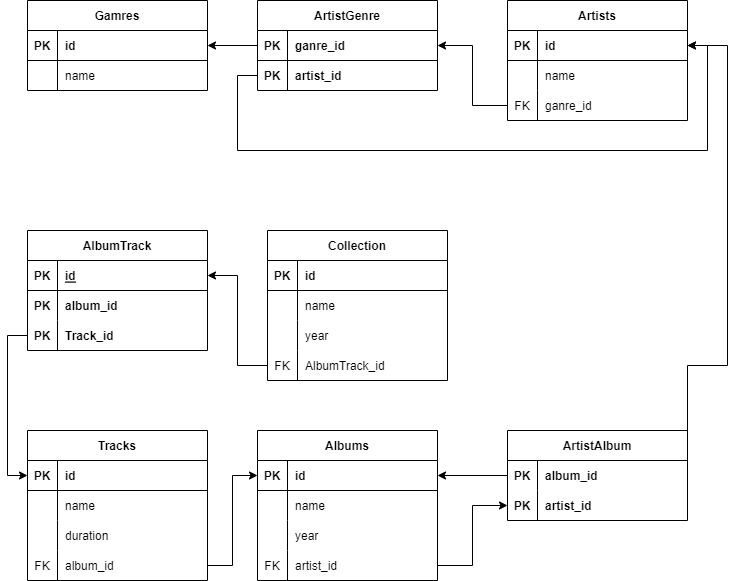 Gamres
PK id
name
ArtistGenre
PK ganre_id
PK artist_id
Artists
PK id
name
FK ganre_id
AlbumTrack
PK id
PK album_id
PK Track_id
Collection
PK id
name
year
FK AlbumTrack_id
Tracks
PK id
name
duration
FK album_id
Albums
PK id
name
year
FK artist_id
ArtistAlbum
PK album_id
PK artist_id